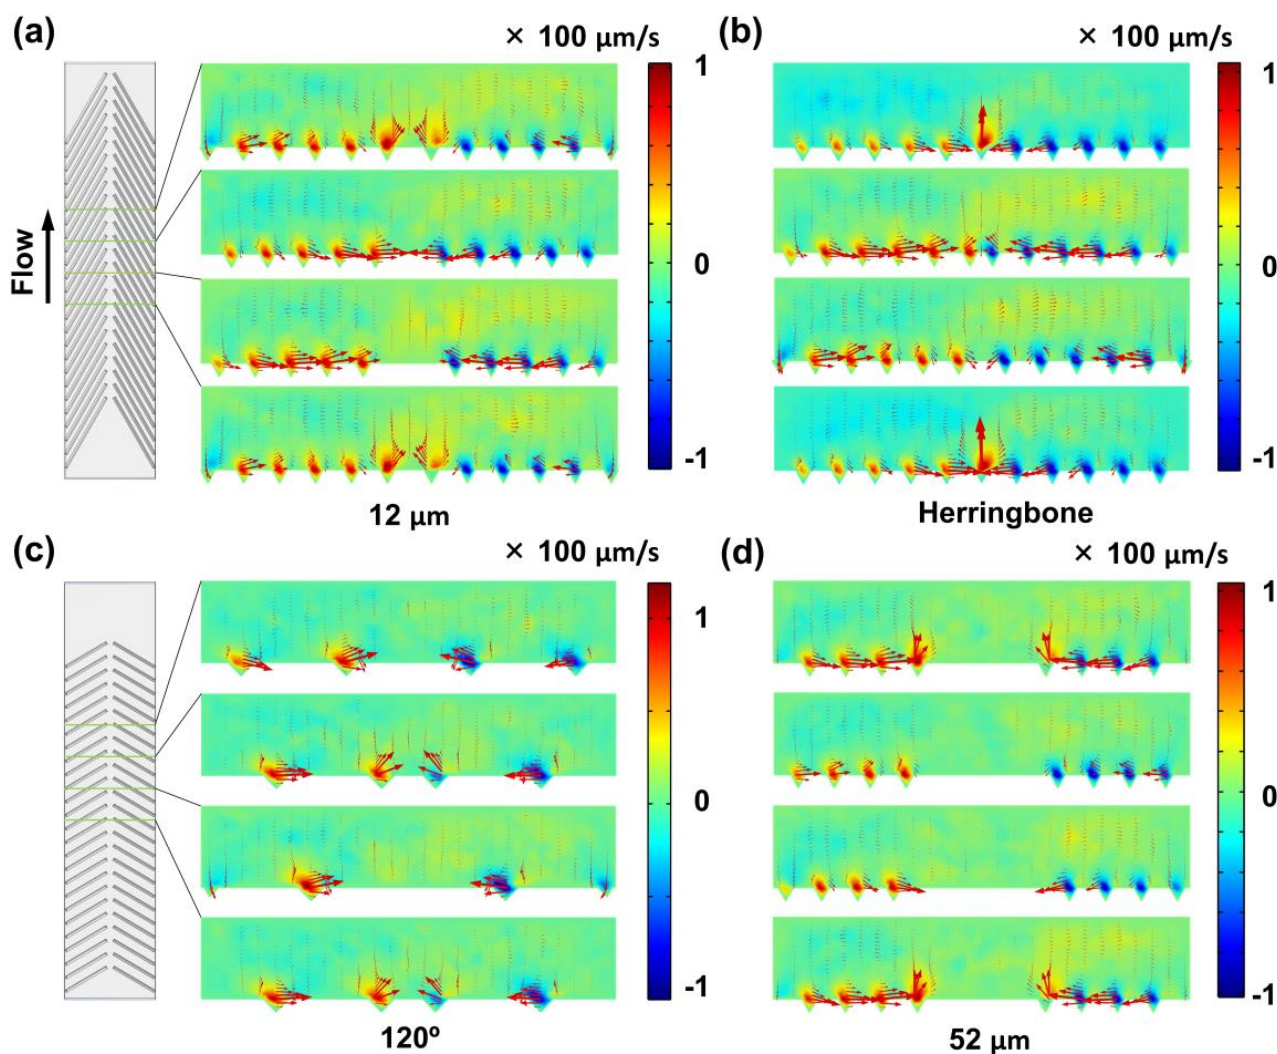 (a)
× 100 μm/s
1
0
-1
Flow
12 μm
(b)
× 100 μm/s
1
0
-1
Herringbone
(c)
× 100 μm/s
1
0
-1
120º
(d)
× 100 μm/s
1
0
-1
52 μm